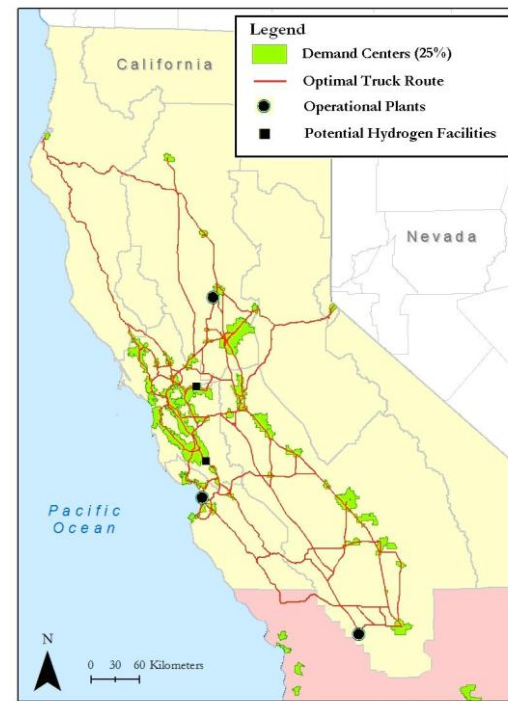 Legend
Demand Centers (25%)
Optimal Truck Route
Operational Plants
Potential Hydrogen Facilities
California
Nevada
Pacific
Ocean
N
0 30 60 Kilometers